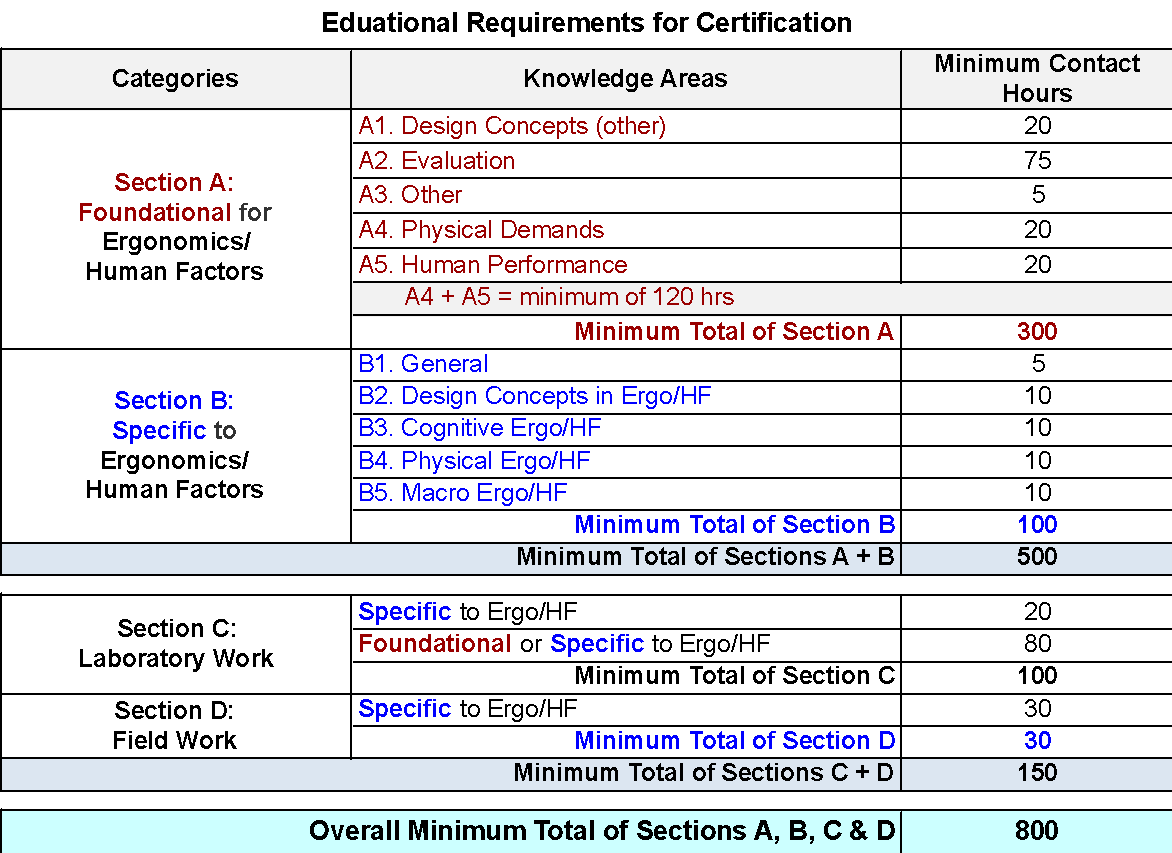 Eduational Requirements for Certification
Categories
Knowledge Areas
Minimum Contact
Hours
Section A:
Foundational for
Ergonomics/
Human Factors
A1. Design Concepts (other)
20
A2. Evaluation
75
A3. Other
5
A4. Physical Demands
20
A5. Human Performance
20
A4 + A5 = minimum of 120 hrs
Minimum Total of Section A
300
Section B:
Specific to
Ergonomics/
Human Factors
B1. General
5
B2. Design Concepts in Ergo/HF
10
B3. Cognitive Ergo/HF
10
B4. Physical Ergo/HF
10
B5. Macro Ergo/HF
10
Minimum Total of Section B
100
Minimum Total of Sections A + B
500
Section C:
Laboratory Work
Specific to Ergo/HF
20
Foundational or Specific to Ergo/HF
80
Minimum Total of Section C
100
Section D:
Field Work
Specific to Ergo/HF
30
Minimum Total of Section D
30
Minimum Total of Sections C + D
150
Overall Minimum Total of Sections A, B, C & D
800